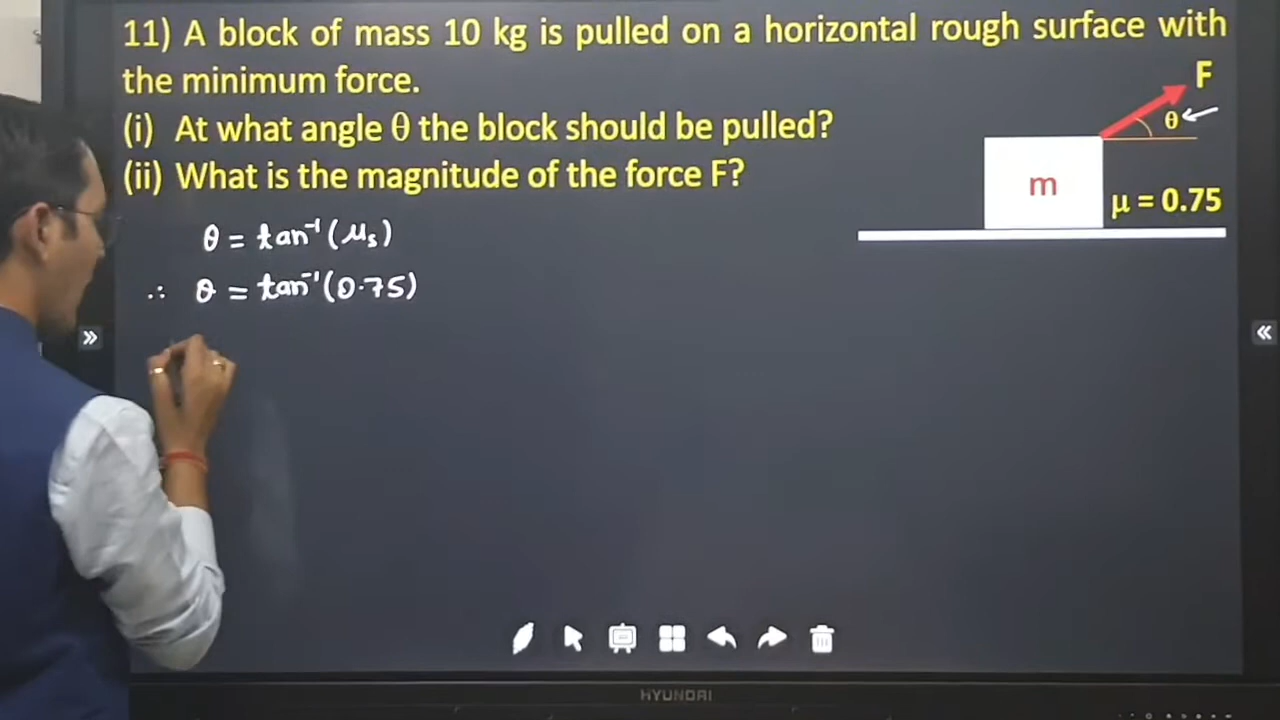 11) A block of mass 10 kg is pulled on a horizontal rough surface with
the minimum force.
(i) At what angle θ the block should be pulled?
(ii) What is the magnitude of the force F?
F
θ
m
μ = 0.75
θ = tan⁻¹(μₛ)
∴ θ = tan⁻¹(0.75)
HYUNDAI